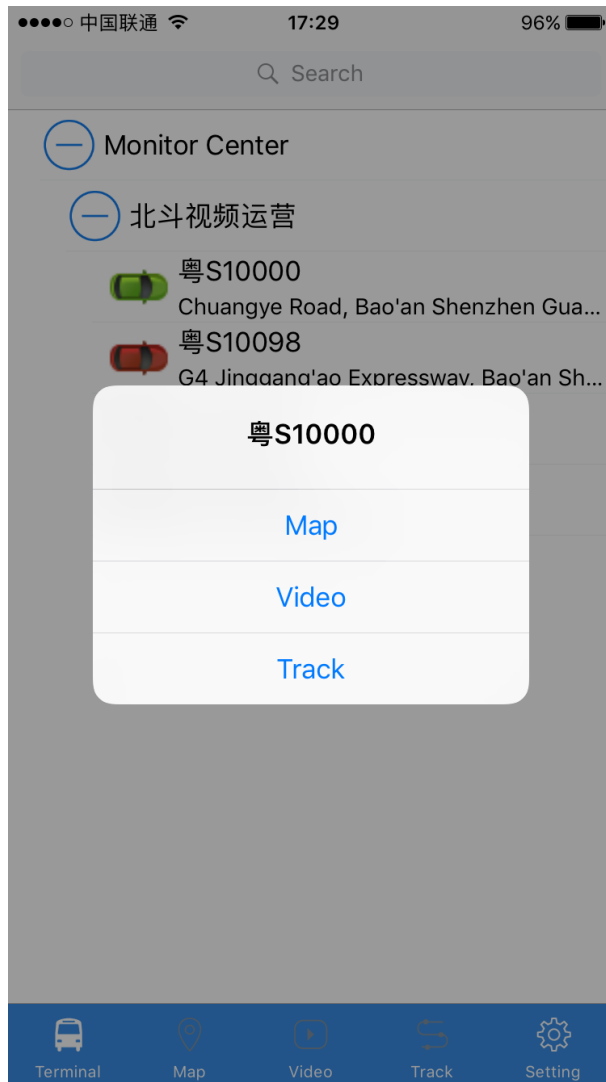 中国联通 17:29 96%
Search
Monitor Center
北斗视频运营
粤S10000
Chuangye Road, Bao'an Shenzhen Gua...
粤S10098
G4 Jinggang'ao Expressway, Bao'an Sh...
粤S10000
Map
Video
Track
Terminal Map Video Track Setting